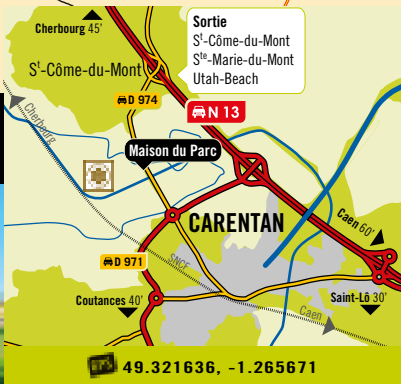 Cherbourg 45'
Sortie
St-Côme-du-Mont
Ste-Marie-du-Mont
Utah-Beach
St-Côme-du-Mont
D 974
N 13
Cherbourg
Maison du Parc
CARENTAN
Caen 60'
D 971
SNCF
Coutances 40'
Saint-Lô 30'
Caen
49.321636, -1.265671